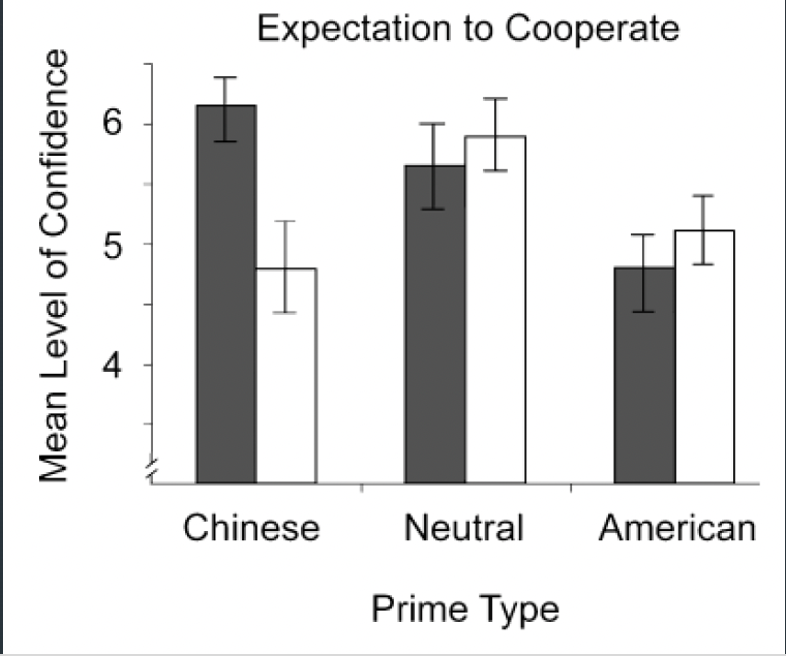 Expectation to Cooperate
Mean Level of Confidence
6
5
4
Chinese
Neutral
American
Prime Type